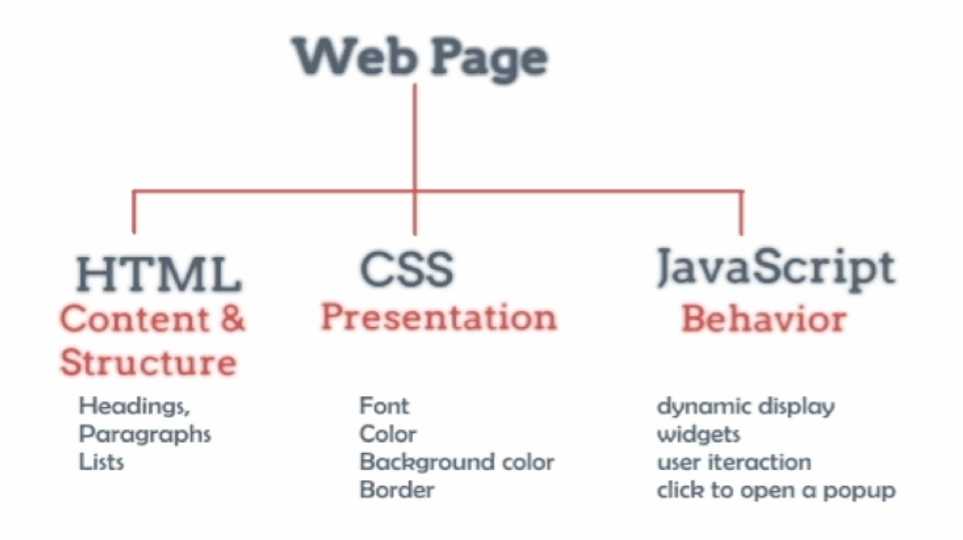 Web Page
HTML
Content &
Structure
Headings,
Paragraphs
Lists
CSS
Presentation
Font
Color
Background color
Border
JavaScript
Behavior
dynamic display
widgets
user iteraction
click to open a popup